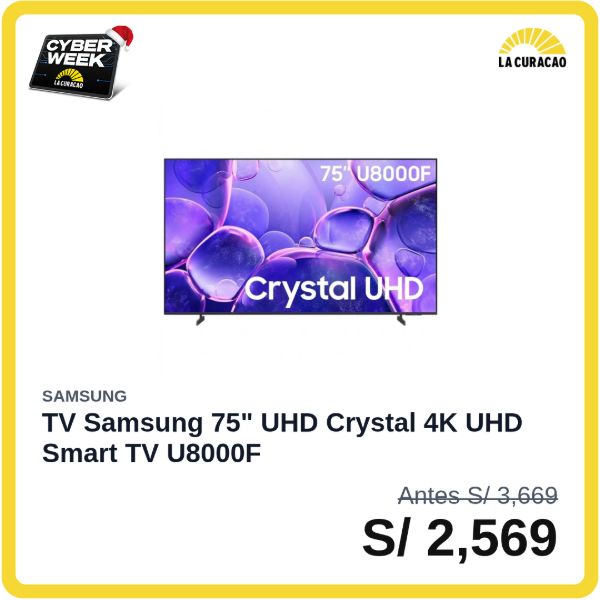 CYBER
WEEK
LA CURACAO
LA CURACAO
75" U8000F
Crystal UHD
SAMSUNG
TV Samsung 75" UHD Crystal 4K UHD
Smart TV U8000F
Antes S/ 3,669
S/ 2,569